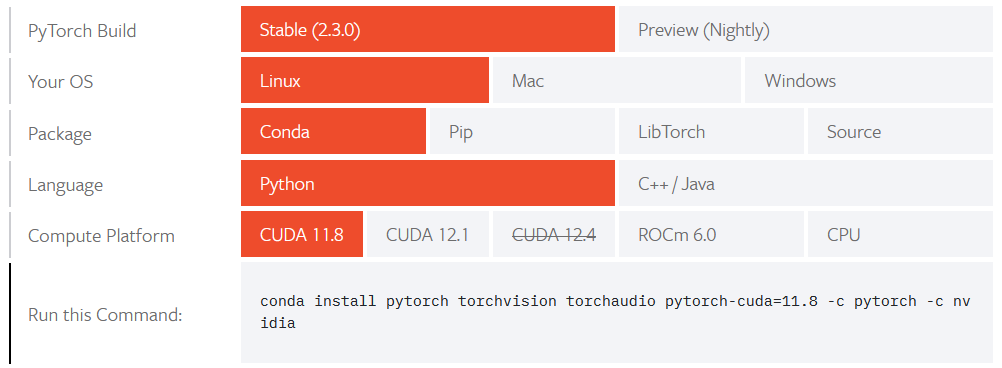 PyTorch Build Stable (2.3.0) Preview (Nightly)
Your OS Linux Mac Windows
Package Conda Pip LibTorch Source
Language Python C++ / Java
Compute Platform CUDA 11.8 CUDA 12.1 CUDA 12.4 ROCm 6.0 CPU
Run this Command: conda install pytorch torchvision torchaudio pytorch-cuda=11.8 -c pytorch -c nv
idia